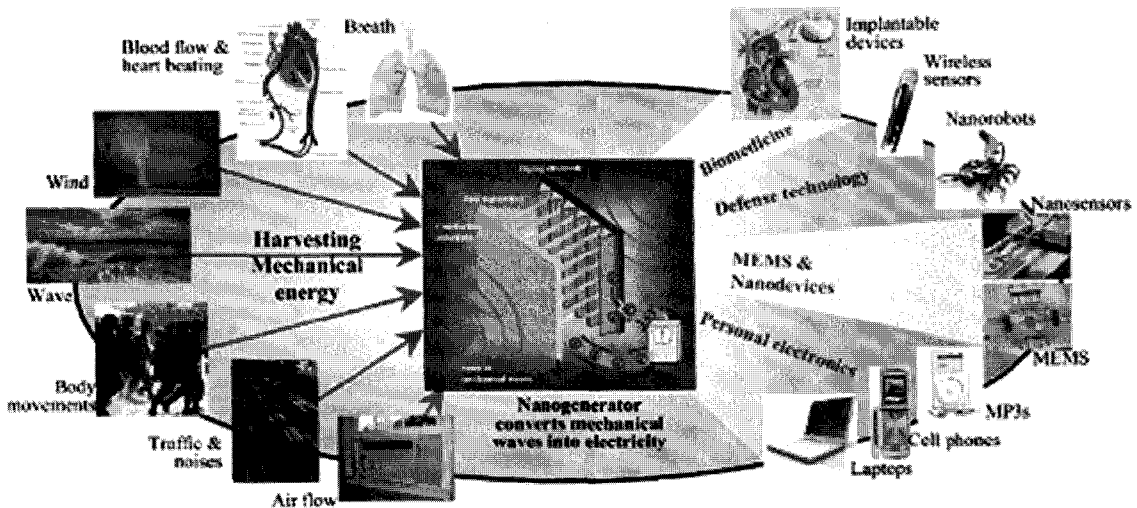 Breath
Blood flow &
heart beating
Wind
Harvesting
Mechanical
energy
Wave
Body
movements
Traffic &
noises
Air flow
Nanogenerator
converts mechanical
waves into electricity
Implantable
devices
Wireless
sensors
Nanorobots
Nanosensors
Biomedicine
Defense technology
MEMS &
Nanodevices
Personal electronics
MEMS
MP3s
Cell phones
Laptops